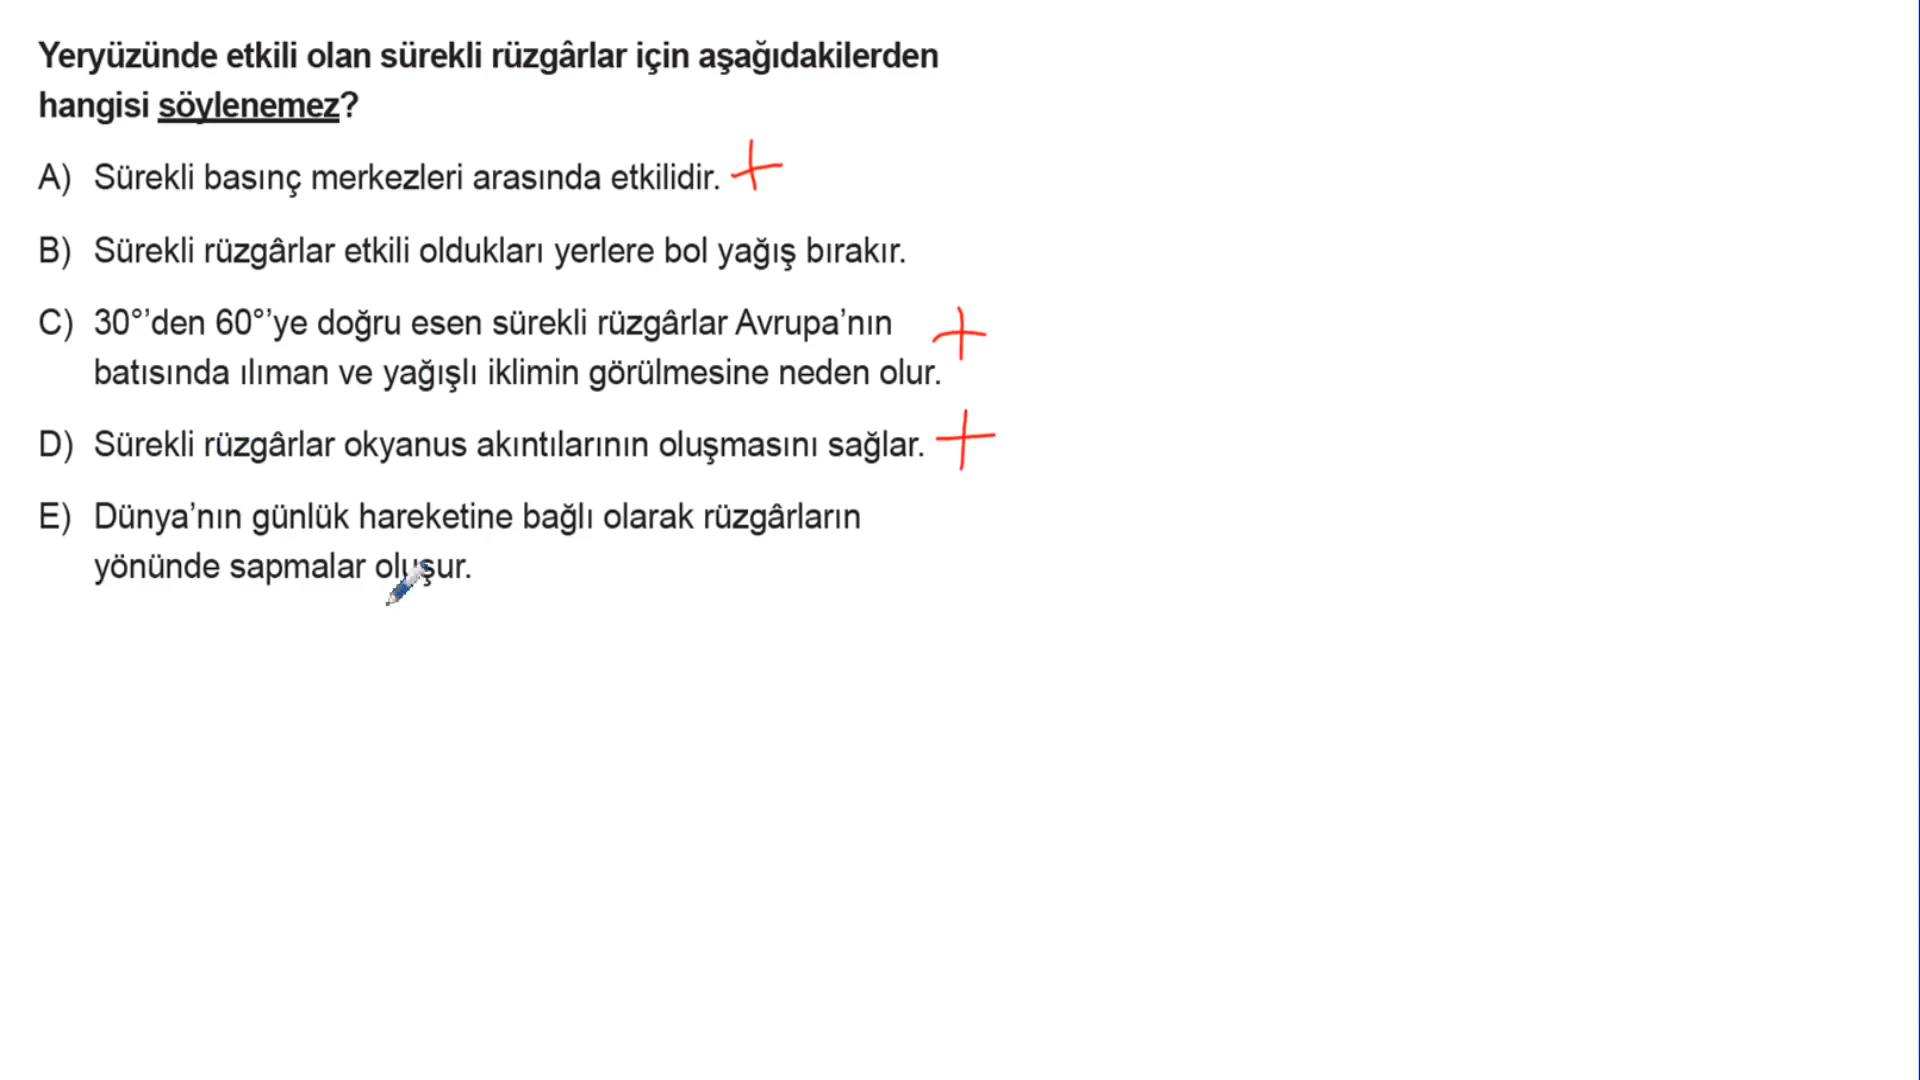 Yeryüzünde etkili olan sürekli rüzgârlar için aşağıdakilerden
hangisi söylenemez?
A) Sürekli basınç merkezleri arasında etkilidir. +
B) Sürekli rüzgârlar etkili oldukları yerlere bol yağış bırakır.
C) 30°’den 60°’ye doğru esen sürekli rüzgârlar Avrupa’nın +
batısında ılıman ve yağışlı iklimin görülmesine neden olur.
D) Sürekli rüzgârlar okyanus akıntılarının oluşmasını sağlar. +
E) Dünya’nın günlük hareketine bağlı olarak rüzgârların
yönünde sapmalar oluşur.